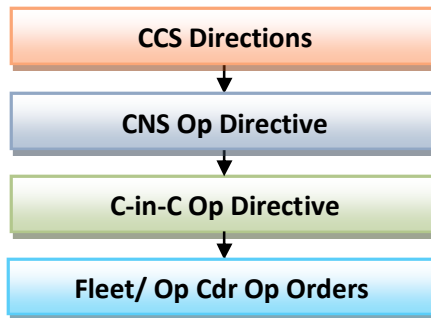 CCS Directions
CNS Op Directive
C-in-C Op Directive
Fleet/ Op Cdr Op Orders